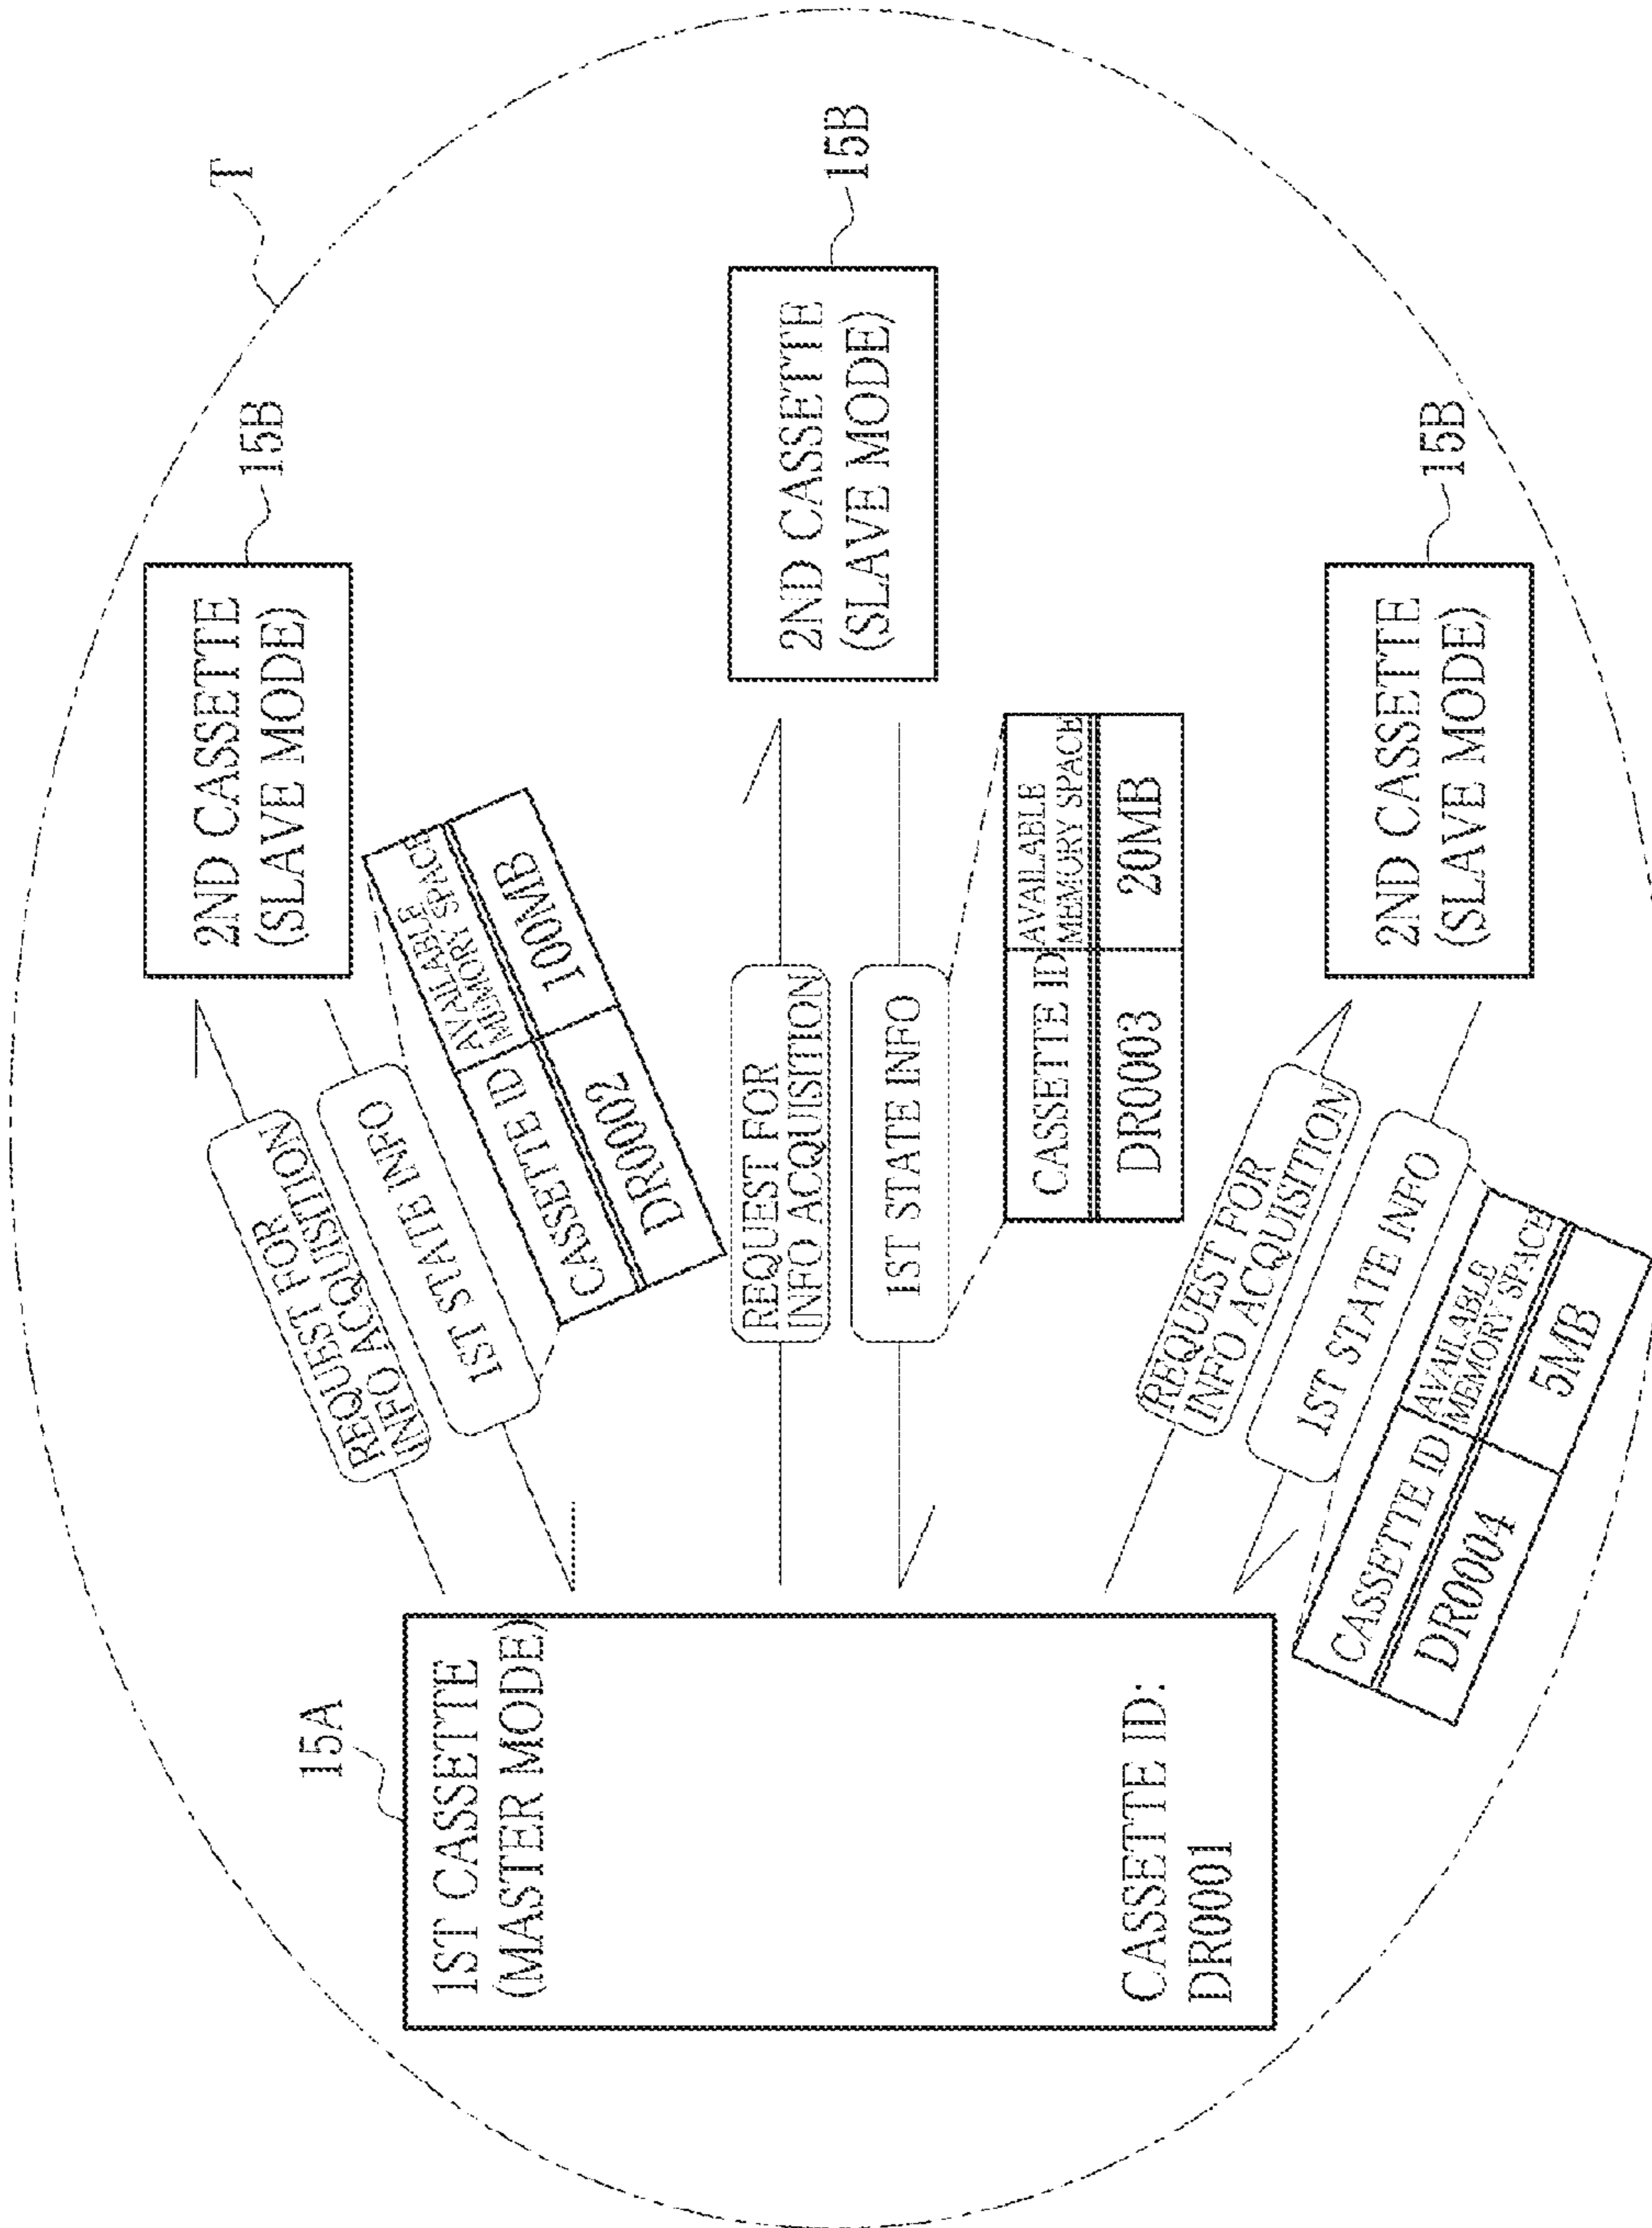 T
15A
1ST CASSETTE
(MASTER MODE)
CASSETTE ID:
DR0001
REQUEST FOR
INFO ACQUISITION
1ST STATE INFO
CASSETTE ID
AVAILABLE
MEMORY SPACE
DR0002
100MB
2ND CASSETTE
(SLAVE MODE)
15B
REQUEST FOR
INFO ACQUISITION
1ST STATE INFO
CASSETTE ID
AVAILABLE
MEMORY SPACE
DR0003
20MB
2ND CASSETTE
(SLAVE MODE)
15B
REQUEST FOR
INFO ACQUISITION
1ST STATE INFO
CASSETTE ID
AVAILABLE
MEMORY SPACE
DR0004
5MB
2ND CASSETTE
(SLAVE MODE)
15B